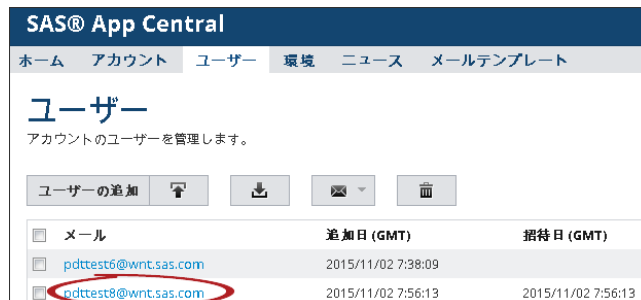 SAS® App Central
ホーム アカウント ユーザー 環境 ニュース メールテンプレート
ユーザー
アカウントのユーザーを管理します。
ユーザーの追加
メール 追加日 (GMT) 招待日 (GMT)
pdttest6@wnt.sas.com 2015/11/02 7:38:09
pdttest8@wnt.sas.com 2015/11/02 7:56:13 2015/11/02 7:56:13